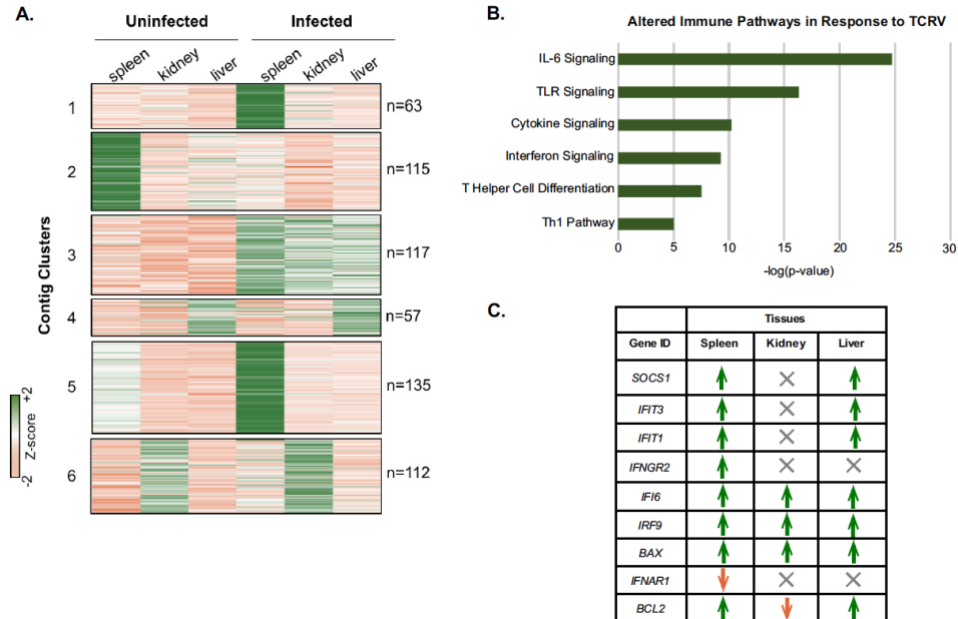 A.
Uninfected Infected
spleen kidney liver spleen kidney liver
Contig Clusters
1 n=63
2 n=115
3 n=117
4 n=57
5 n=135
6 n=112
+2
Z-score
-2
B.
Altered Immune Pathways in Response to TCRV
IL-6 Signaling
TLR Signaling
Cytokine Signaling
Interferon Signaling
T Helper Cell Differentiation
Th1 Pathway
0 5 10 15 20 25 30
-log(p-value)
C.
Tissues
Gene ID Spleen Kidney Liver
SOCS1
IFIT3
IFIT1
IFNGR2
IFI6
IRF9
BAX
IFNAR1
BCL2